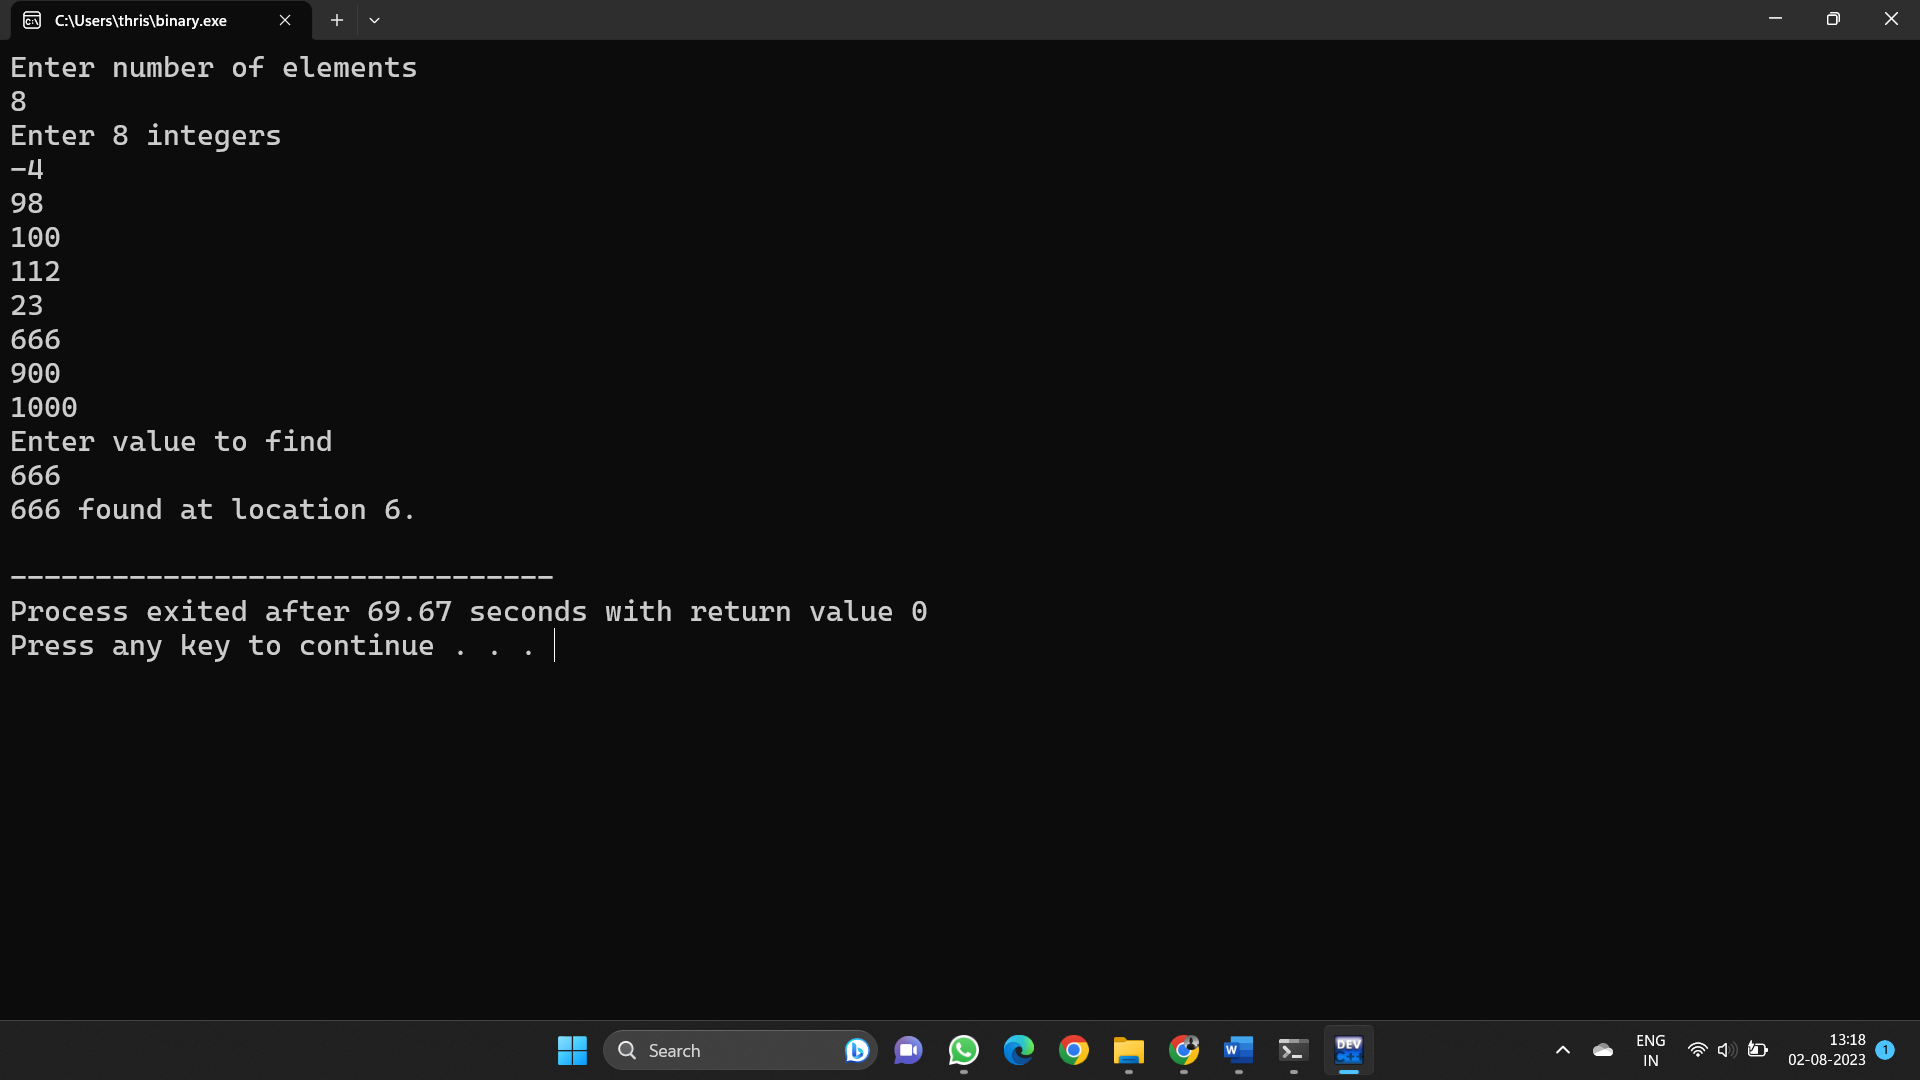 C:\Users\thris\binary.exe
Enter number of elements
8
Enter 8 integers
-4
98
100
112
23
666
900
1000
Enter value to find
666
666 found at location 6.
--------------------------------
Process exited after 69.67 seconds with return value 0
Press any key to continue . . .
Search
W
DEV
C++
ENG
IN
13:18
02-08-2023
1